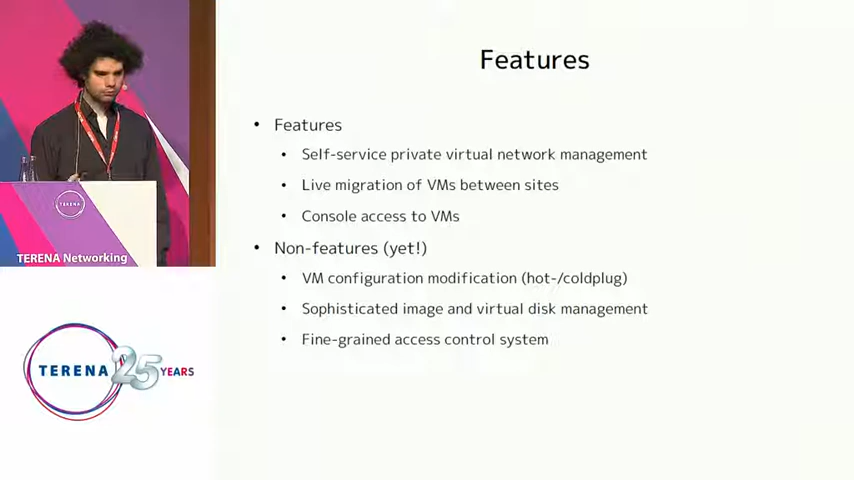 Features
• Features
• Self-service private virtual network management
• Live migration of VMs between sites
• Console access to VMs
• Non-features (yet!)
• VM configuration modification (hot-/coldplug)
• Sophisticated image and virtual disk management
• Fine-grained access control system
TERENA
TERENA Networking
TERENA 25 YEARS